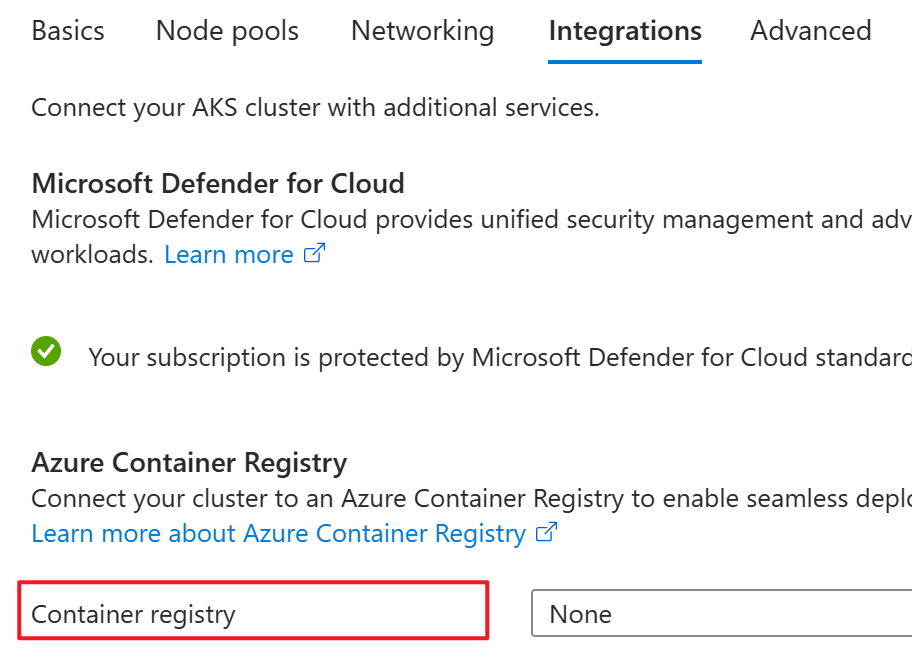 Basics Node pools Networking Integrations Advanced
Connect your AKS cluster with additional services.
Microsoft Defender for Cloud
Microsoft Defender for Cloud provides unified security management and adv
workloads. Learn more
Your subscription is protected by Microsoft Defender for Cloud standard
Azure Container Registry
Connect your cluster to an Azure Container Registry to enable seamless deplo
Learn more about Azure Container Registry
Container registry None